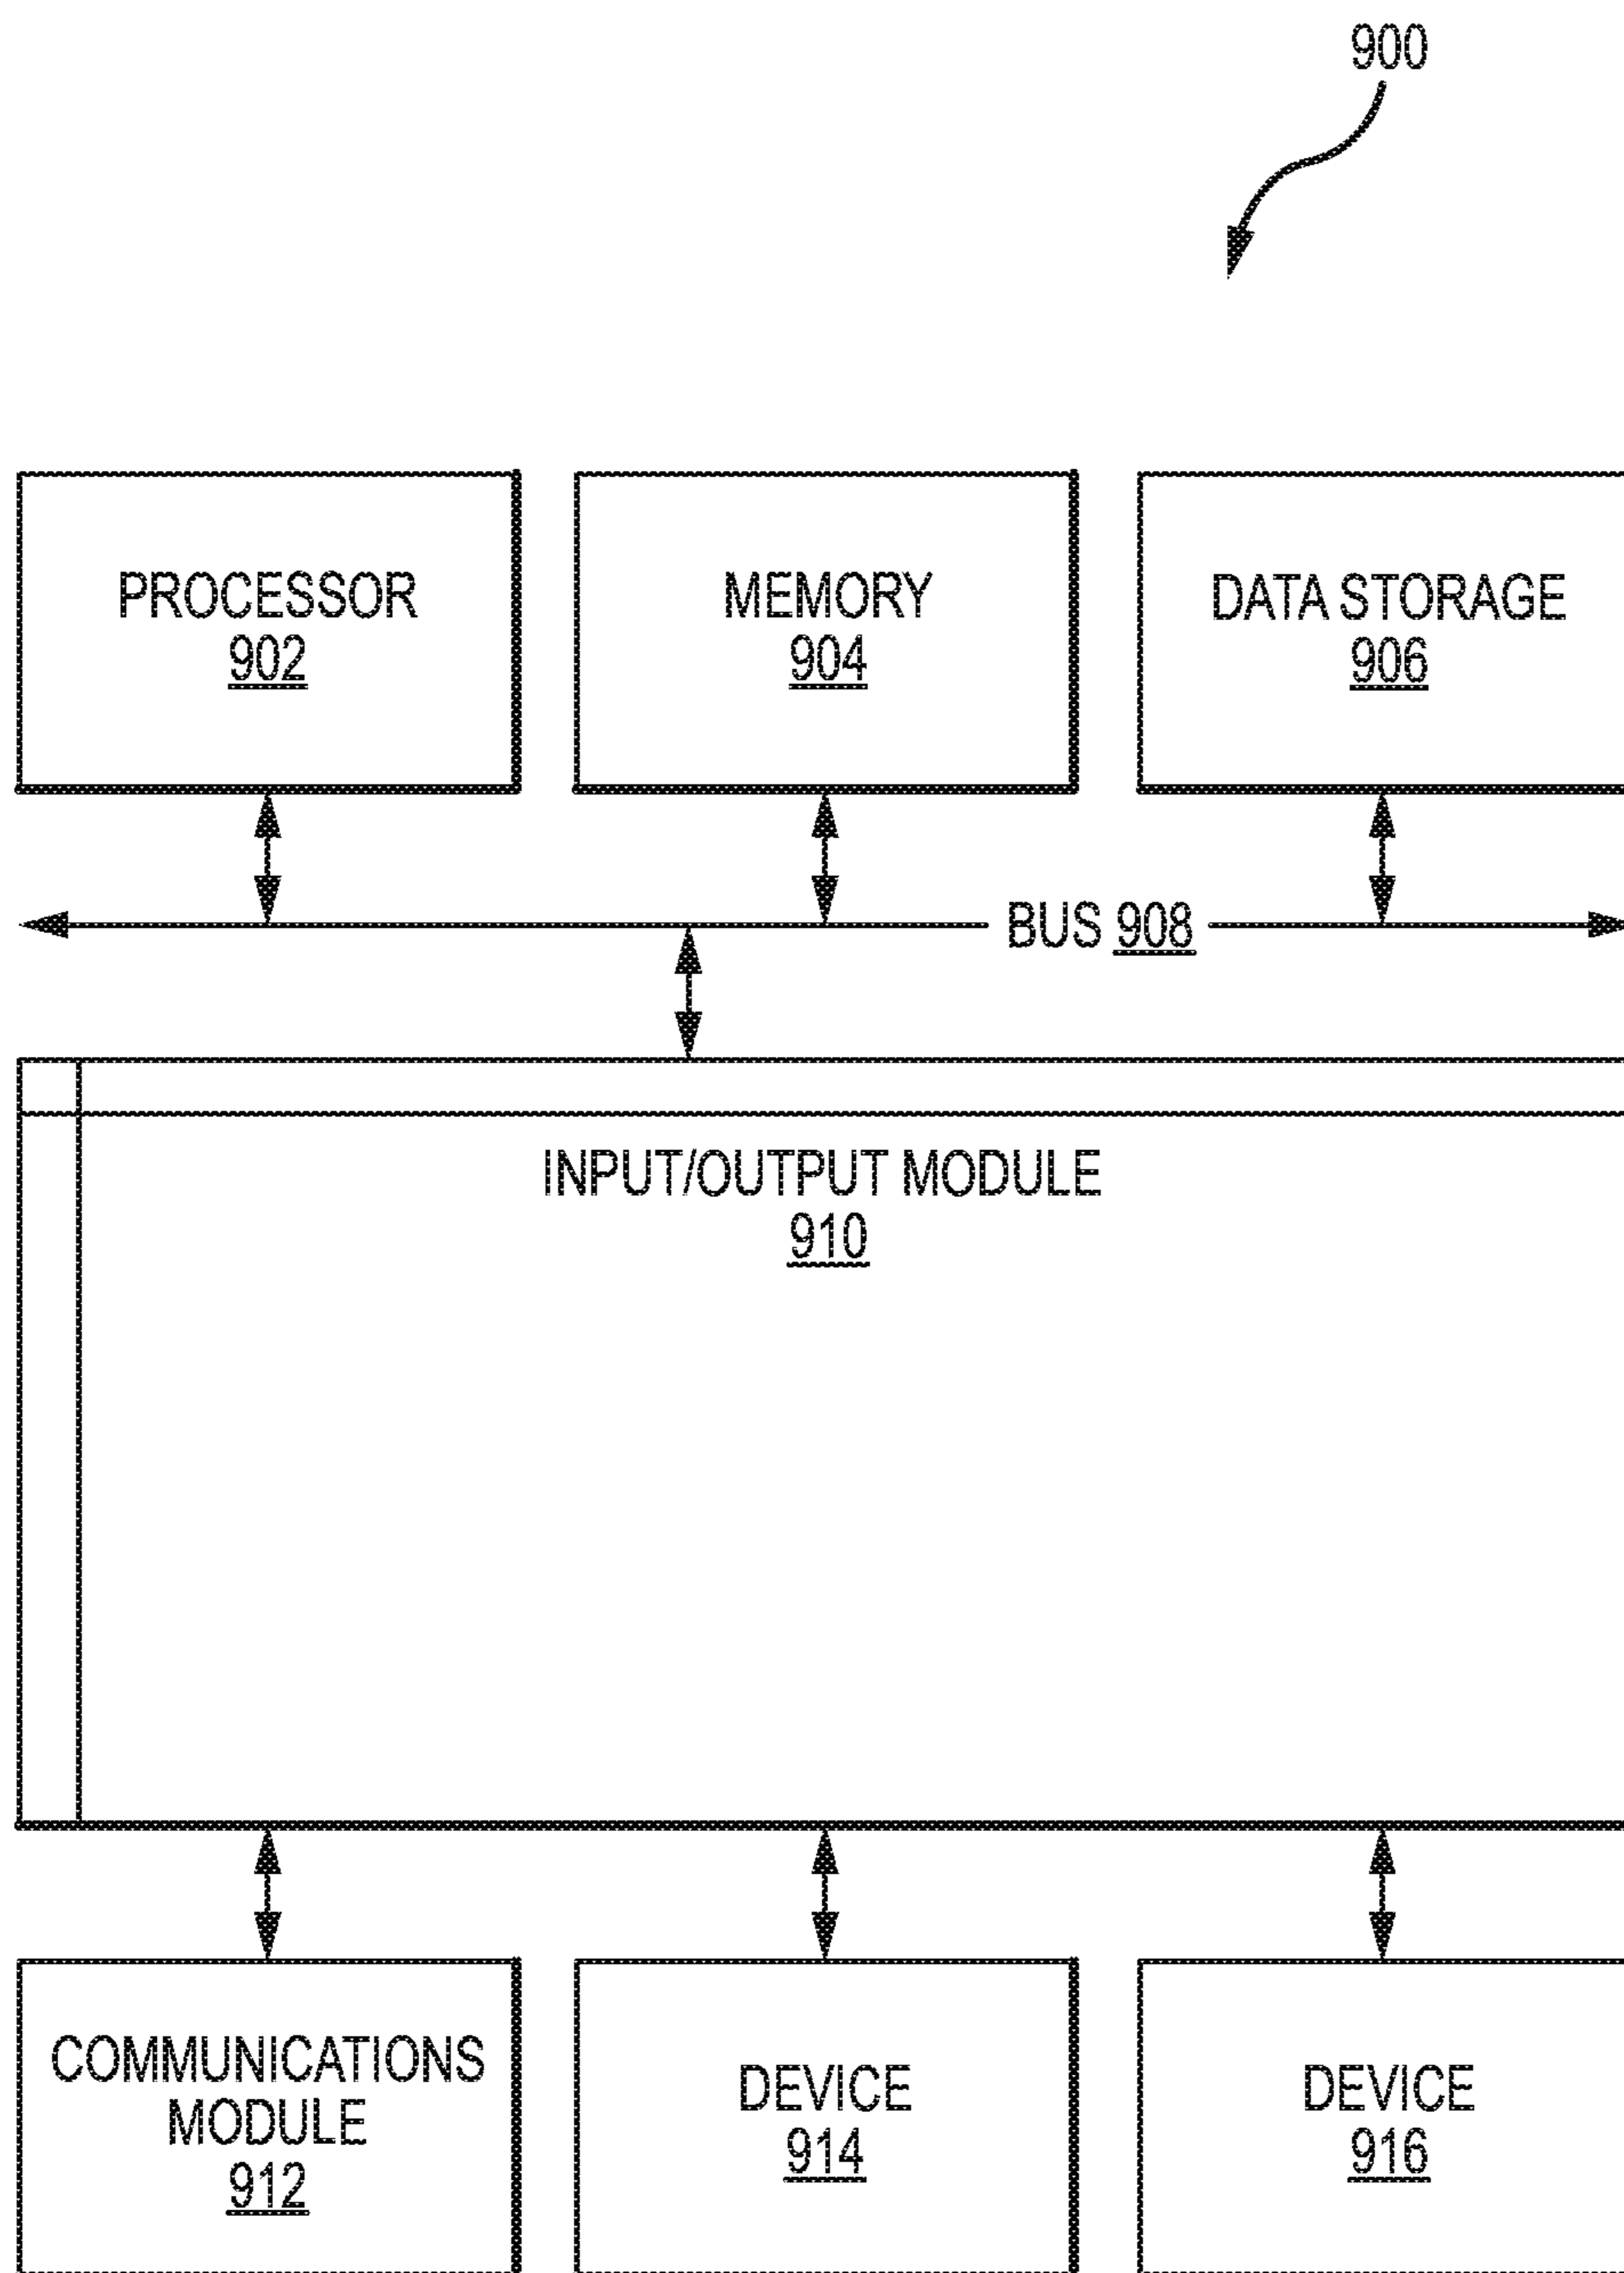 900
PROCESSOR
902
MEMORY
904
DATA STORAGE
906
BUS 908
INPUT/OUTPUT MODULE
910
COMMUNICATIONS
MODULE
912
DEVICE
914
DEVICE
916